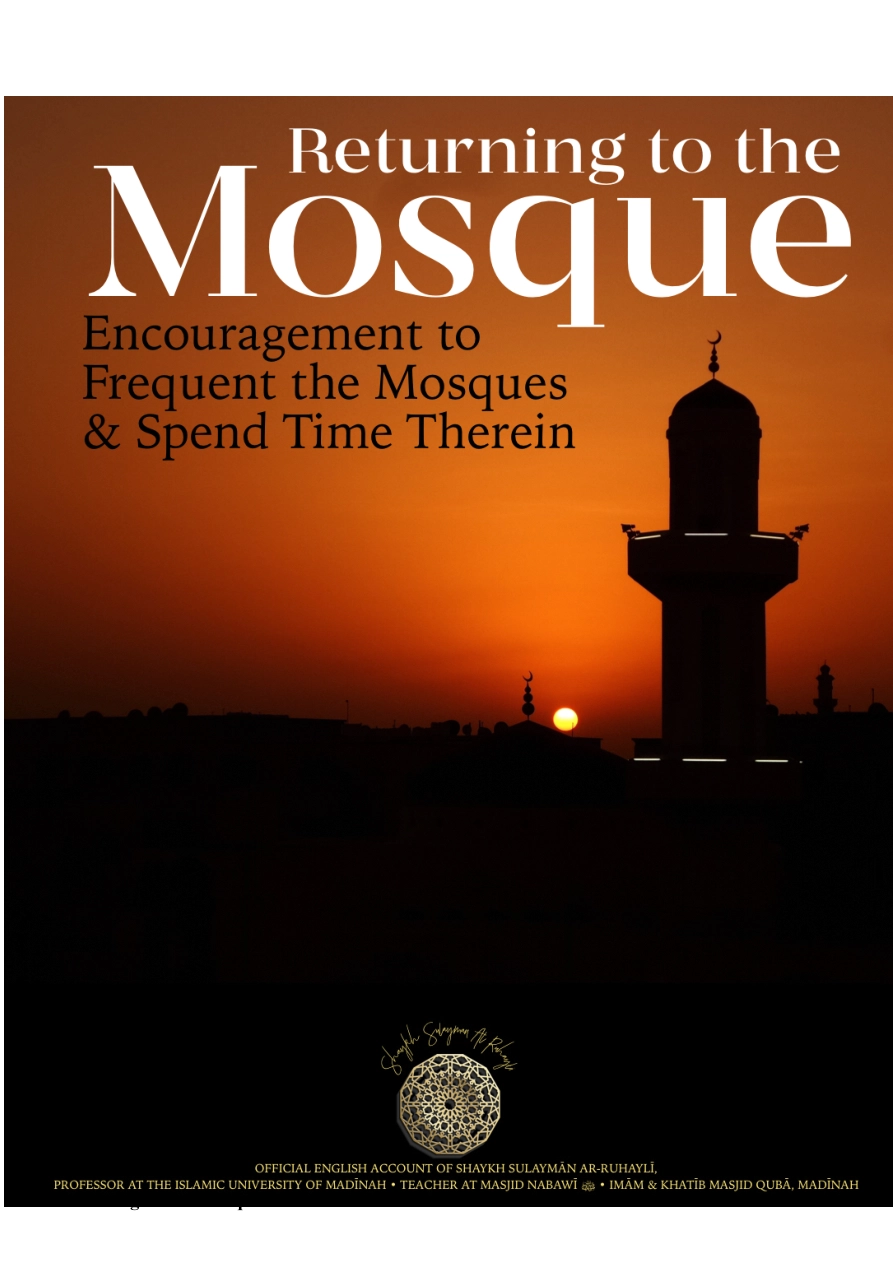 Returning to the
Mosque
Encouragement to
Frequent the Mosques
& Spend Time Therein
Shaykh Sulayman Ar Ruhayli
OFFICIAL ENGLISH ACCOUNT OF SHAYKH SULAYMĀN AR-RUHAYLĪ,
PROFESSOR AT THE ISLAMIC UNIVERSITY OF MADĪNAH • TEACHER AT MASJID NABAWĪ ﷺ • IMĀM & KHATĪB MASJID QUBĀ, MADĪNAH